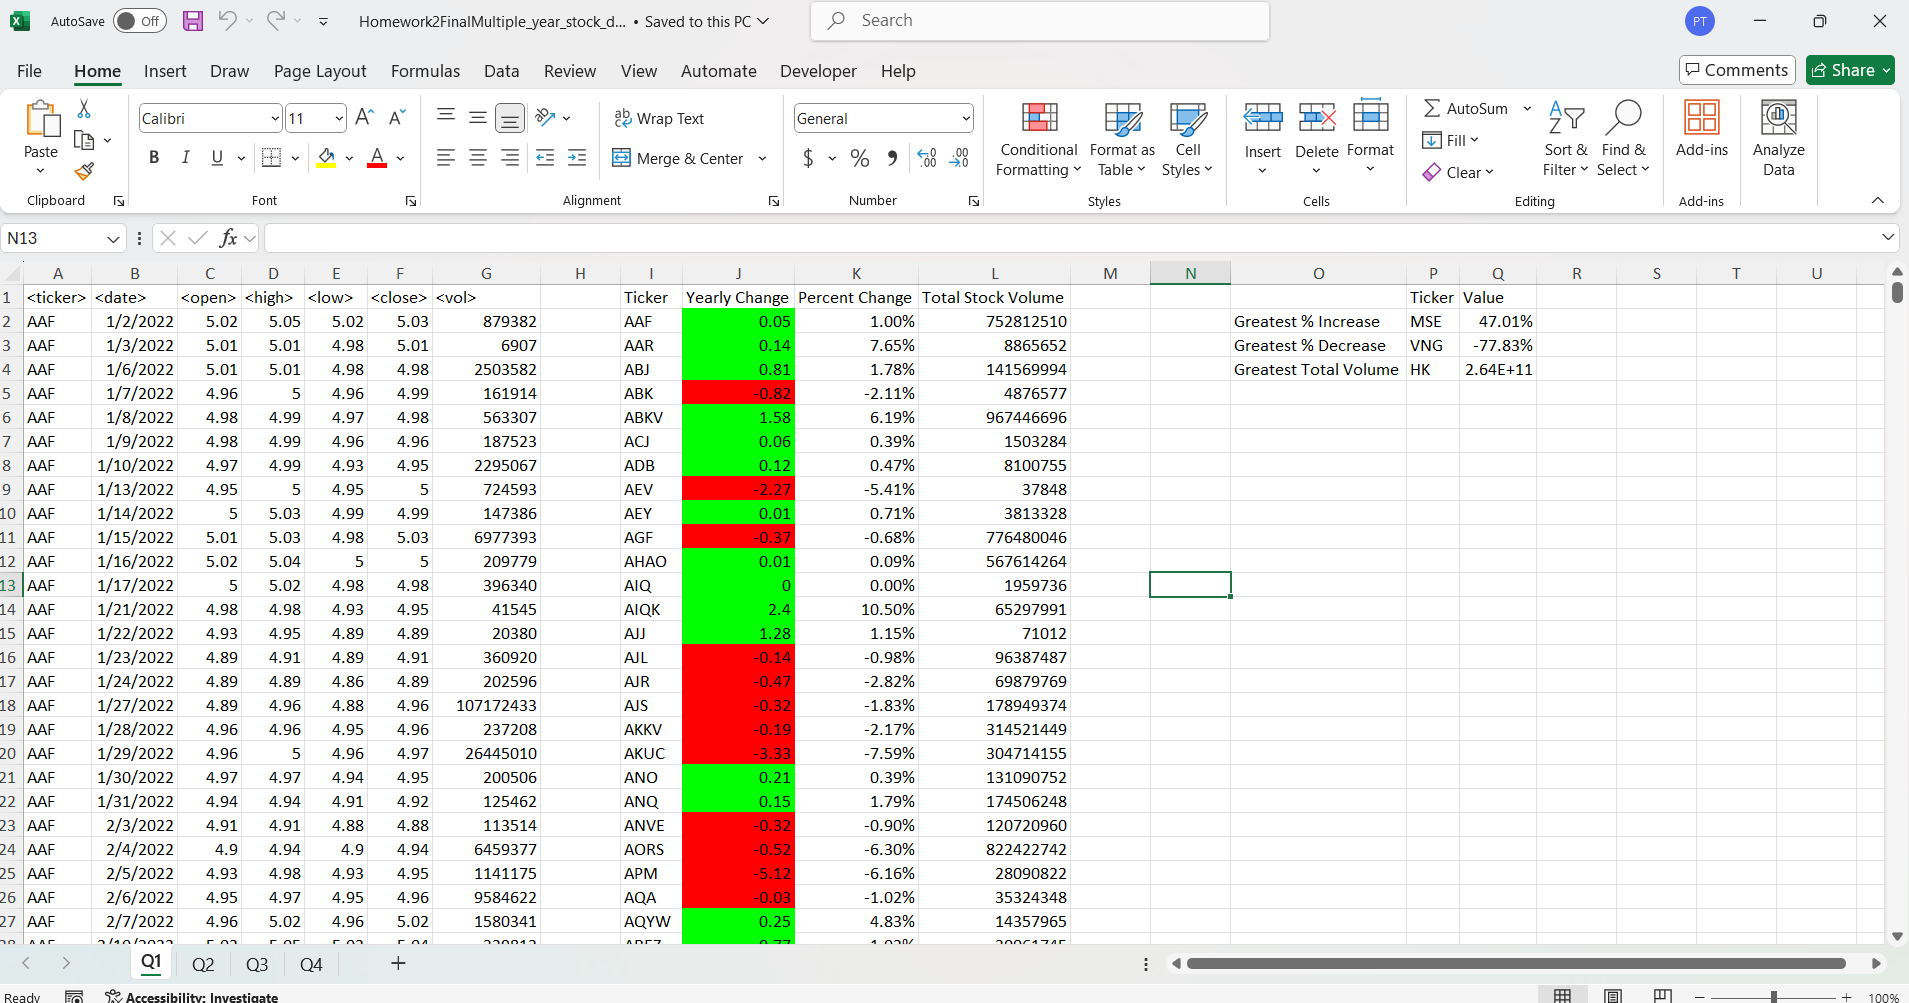 AutoSave Off Homework2FinalMultiple_year_stock_d... • Saved to this PC Search PT
File Home Insert Draw Page Layout Formulas Data Review View Automate Developer Help Comments Share
Paste
Clipboard
Calibri 11
B I U A
Font
Wrap Text
Merge & Center
Alignment
General
$ % 9
Number
Conditional Formatting Format as Table Cell Styles
Styles
Insert Delete Format
Cells
AutoSum
Fill
Clear
Sort & Filter Find & Select
Editing
Add-ins
Add-ins
Analyze Data
N13 fx
A B C D E F G H I J K L M N O P Q R S T U
1 <ticker> <date> <open> <high> <low> <close> <vol> Ticker Yearly Change Percent Change Total Stock Volume Ticker Value
2 AAF 1/2/2022 5.02 5.05 5.02 5.03 879382 AAF 0.05 1.00% 752812510 Greatest % Increase MSE 47.01%
3 AAF 1/3/2022 5.01 5.01 4.98 5.01 6907 AAR 0.14 7.65% 8865652 Greatest % Decrease VNG -77.83%
4 AAF 1/6/2022 5.01 5.01 4.98 4.98 2503582 ABJ 0.81 1.78% 141569994 Greatest Total Volume HK 2.64E+11
5 AAF 1/7/2022 4.96 5 4.96 4.99 161914 ABK -0.82 -2.11% 4876577
6 AAF 1/8/2022 4.98 4.99 4.97 4.98 563307 ABKV 1.58 6.19% 967446696
7 AAF 1/9/2022 4.98 4.99 4.96 4.96 187523 ACJ 0.06 0.39% 1503284
8 AAF 1/10/2022 4.97 4.99 4.93 4.95 2295067 ADB 0.12 0.47% 8100755
9 AAF 1/13/2022 4.95 5 4.95 5 724593 AEV -2.27 -5.41% 37848
10 AAF 1/14/2022 5 5.03 4.99 4.99 147386 AEY 0.01 0.71% 3813328
11 AAF 1/15/2022 5.01 5.03 4.98 5.03 6977393 AGF -0.37 -0.68% 776480046
12 AAF 1/16/2022 5.02 5.04 5 5 209779 AHAO 0.01 0.09% 567614264
13 AAF 1/17/2022 5 5.02 4.98 4.98 396340 AIQ 0 0.00% 1959736
14 AAF 1/21/2022 4.98 4.98 4.93 4.95 41545 AIQK 2.4 10.50% 65297991
15 AAF 1/22/2022 4.93 4.95 4.89 4.89 20380 AJJ 1.28 1.15% 71012
16 AAF 1/23/2022 4.89 4.91 4.89 4.91 360920 AJL -0.14 -0.98% 96387487
17 AAF 1/24/2022 4.89 4.89 4.86 4.89 202596 AJR -0.47 -2.82% 69879769
18 AAF 1/27/2022 4.89 4.96 4.88 4.96 107172433 AJS -0.32 -1.83% 178949374
19 AAF 1/28/2022 4.96 4.96 4.95 4.96 237208 AKKV -0.19 -2.17% 314521449
20 AAF 1/29/2022 4.96 5 4.96 4.97 26445010 AKUC -3.33 -7.59% 304714155
21 AAF 1/30/2022 4.97 4.97 4.94 4.95 200506 ANO 0.21 0.39% 131090752
22 AAF 1/31/2022 4.94 4.94 4.91 4.92 125462 ANQ 0.15 1.79% 174506248
23 AAF 2/3/2022 4.91 4.91 4.88 4.88 113514 ANVE -0.32 -0.90% 120720960
24 AAF 2/4/2022 4.9 4.94 4.9 4.94 6459377 AORS -0.52 -6.30% 822422742
25 AAF 2/5/2022 4.93 4.98 4.93 4.95 1141175 APM -5.12 -6.16% 28090822
26 AAF 2/6/2022 4.95 4.97 4.95 4.96 9584622 AQA -0.03 -1.02% 35324348
27 AAF 2/7/2022 4.96 5.02 4.96 5.02 1580341 AQYW 0.25 4.83% 14357965
Q1 Q2 Q3 Q4
Ready Accessibility: Investigate 100%